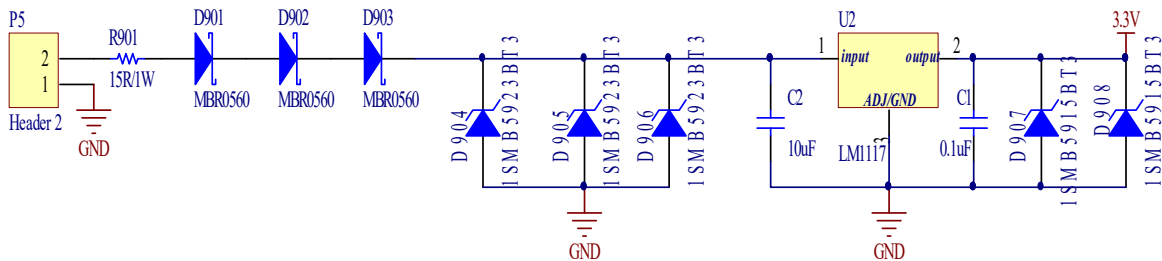 P5
2
1
Header 2
GND
R901
15R/1W
D901
MBR0560
D902
MBR0560
D903
MBR0560
D904
1SMB5923BT3
D905
1SMB5923BT3
D906
1SMB5923BT3
GND
C2
10uF
U2
1
input
output
2
ADJ/GND
3
LM1117
GND
C1
0.1uF
D907
1SMB5915BT3
D908
1SMB5915BT3
3.3V